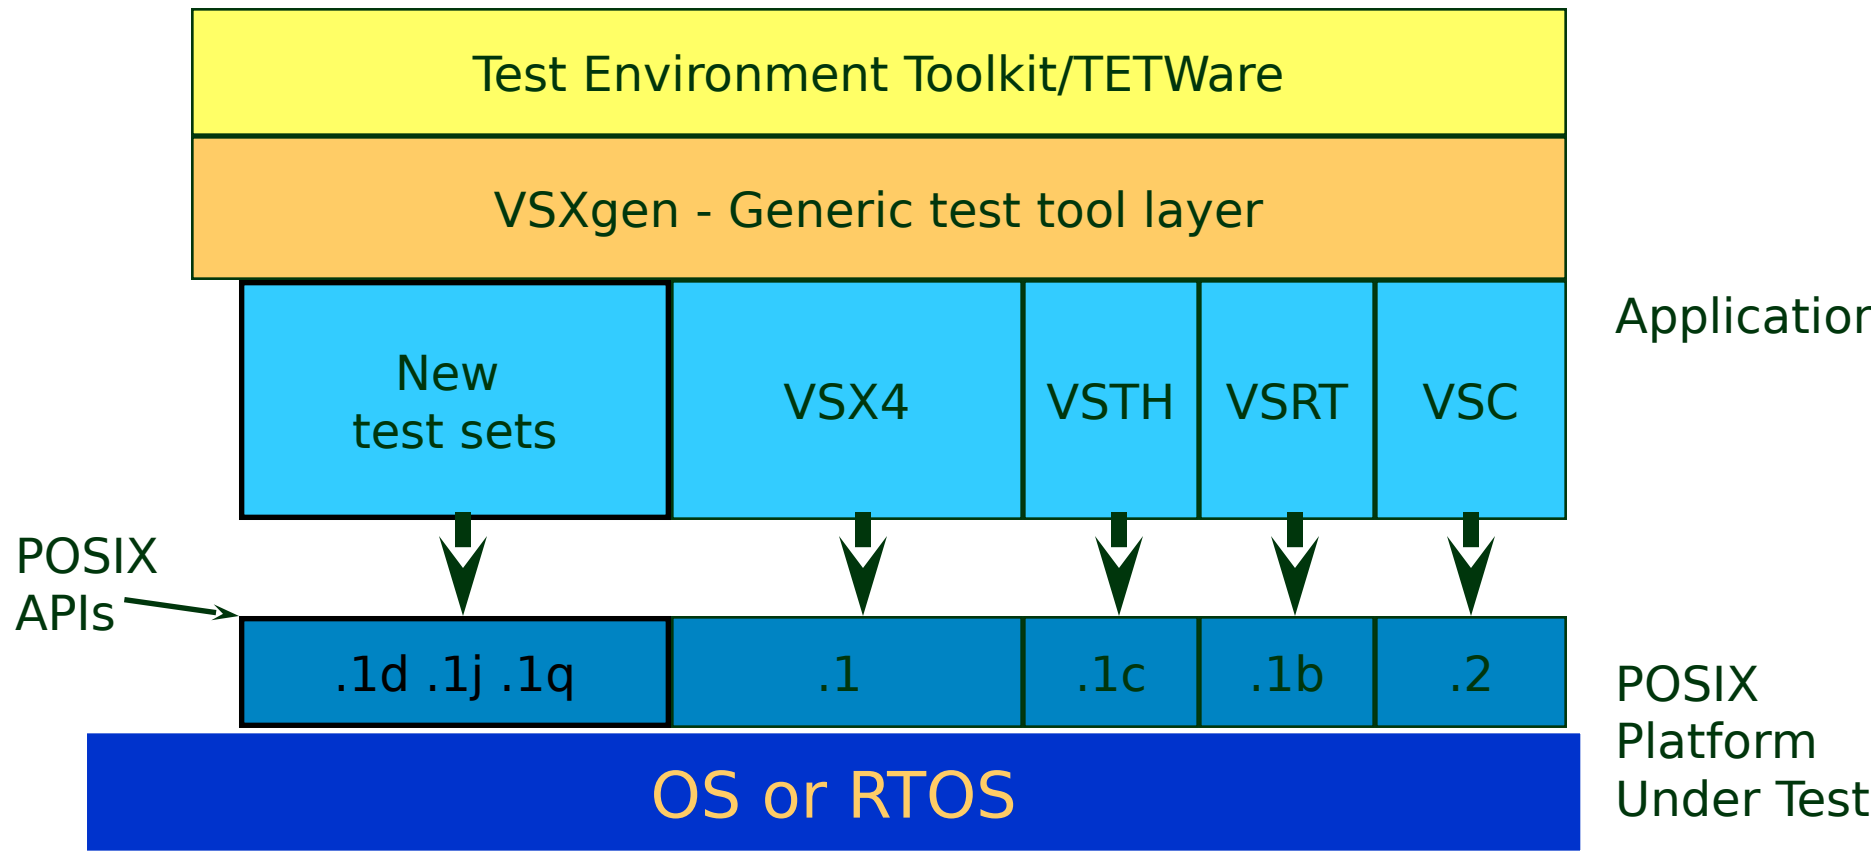 Test Environment Toolkit/TETWare
VSXgen - Generic test tool layer
Application
New
test sets
VSX4
VSTH
VSRT
VSC
POSIX
APIs
.1d .1j .1q
.1
.1c
.1b
.2
POSIX
Platform
Under Test
OS or RTOS